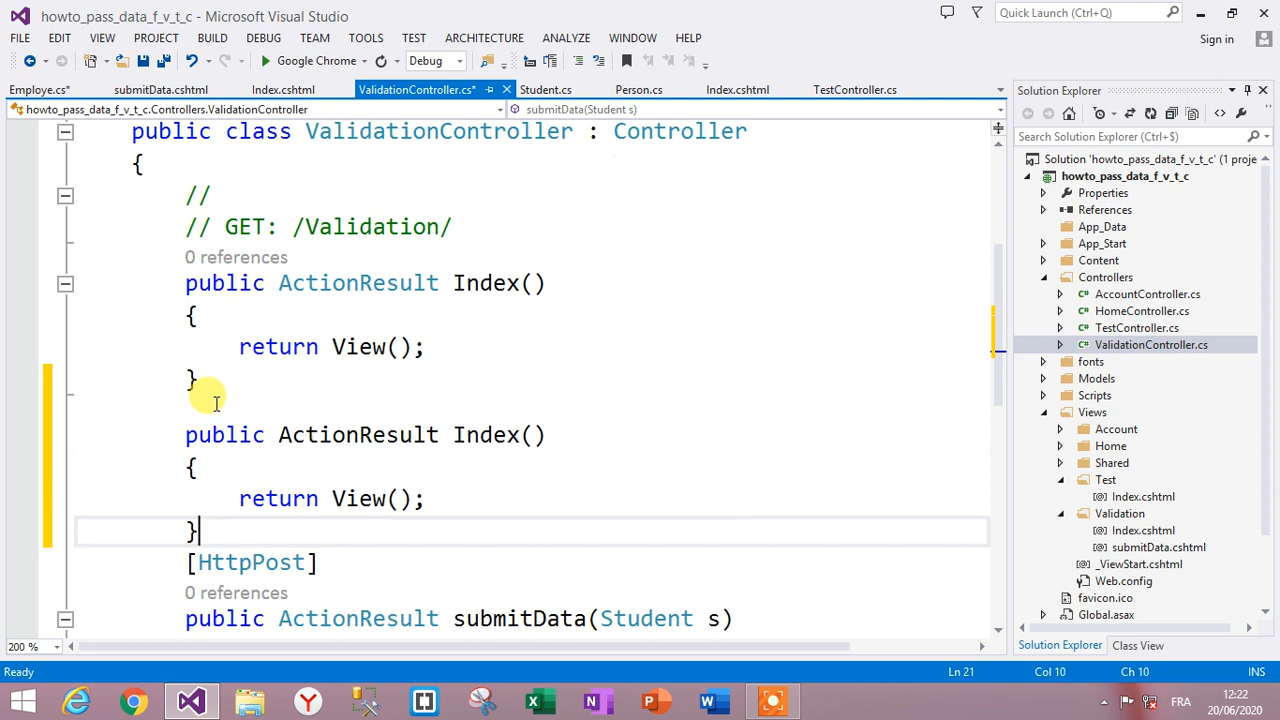 howto_pass_data_f_v_t_c - Microsoft Visual Studio
Quick Launch (Ctrl+Q)
FILE EDIT VIEW PROJECT BUILD DEBUG TEAM TOOLS TEST ARCHITECTURE ANALYZE WINDOW HELP
Sign in
Google Chrome
Debug
Employe.cs*
submitData.cshtml
Index.cshtml
ValidationController.cs*
Student.cs
Person.cs
Index.cshtml
TestController.cs
howto_pass_data_f_v_t_c.Controllers.ValidationController
submitData(Student s)
public class ValidationController : Controller
{
//
// GET: /Validation/
0 references
public ActionResult Index()
{
return View();
}
public ActionResult Index()
{
return View();
}
[HttpPost]
0 references
public ActionResult submitData(Student s)
200 %
Solution Explorer
Search Solution Explorer (Ctrl+$)
Solution 'howto_pass_data_f_v_t_c' (1 proje
howto_pass_data_f_v_t_c
Properties
References
App_Data
App_Start
Content
Controllers
C# AccountController.cs
C# HomeController.cs
C# TestController.cs
C# ValidationController.cs
fonts
Models
Scripts
Views
Account
Home
Shared
Test
Index.cshtml
Validation
Index.cshtml
submitData.cshtml
_ViewStart.cshtml
Web.config
favicon.ico
Global.asax
Solution Explorer
Class View
Ready
Ln 21
Col 10
Ch 10
INS
FR
12:22
20/06/2020